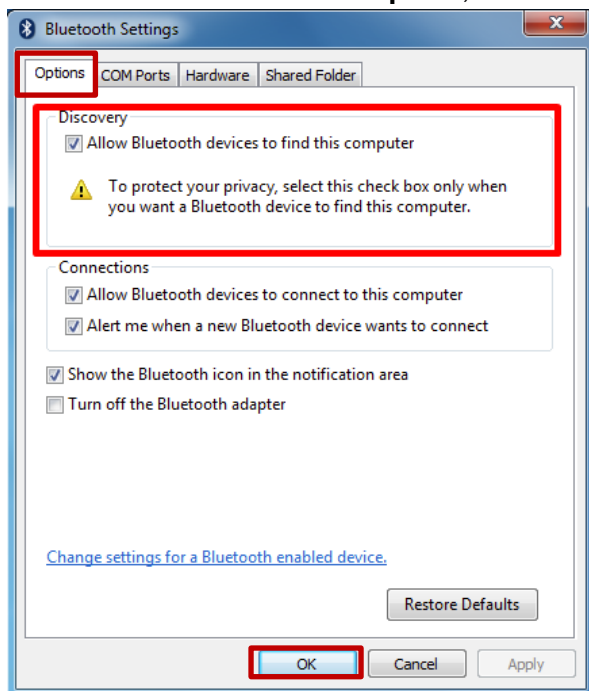 Bluetooth Settings
Options COM Ports Hardware Shared Folder
Discovery
Allow Bluetooth devices to find this computer
To protect your privacy, select this check box only when
you want a Bluetooth device to find this computer.
Connections
Allow Bluetooth devices to connect to this computer
Alert me when a new Bluetooth device wants to connect
Show the Bluetooth icon in the notification area
Turn off the Bluetooth adapter
Change settings for a Bluetooth enabled device.
Restore Defaults
OK Cancel Apply